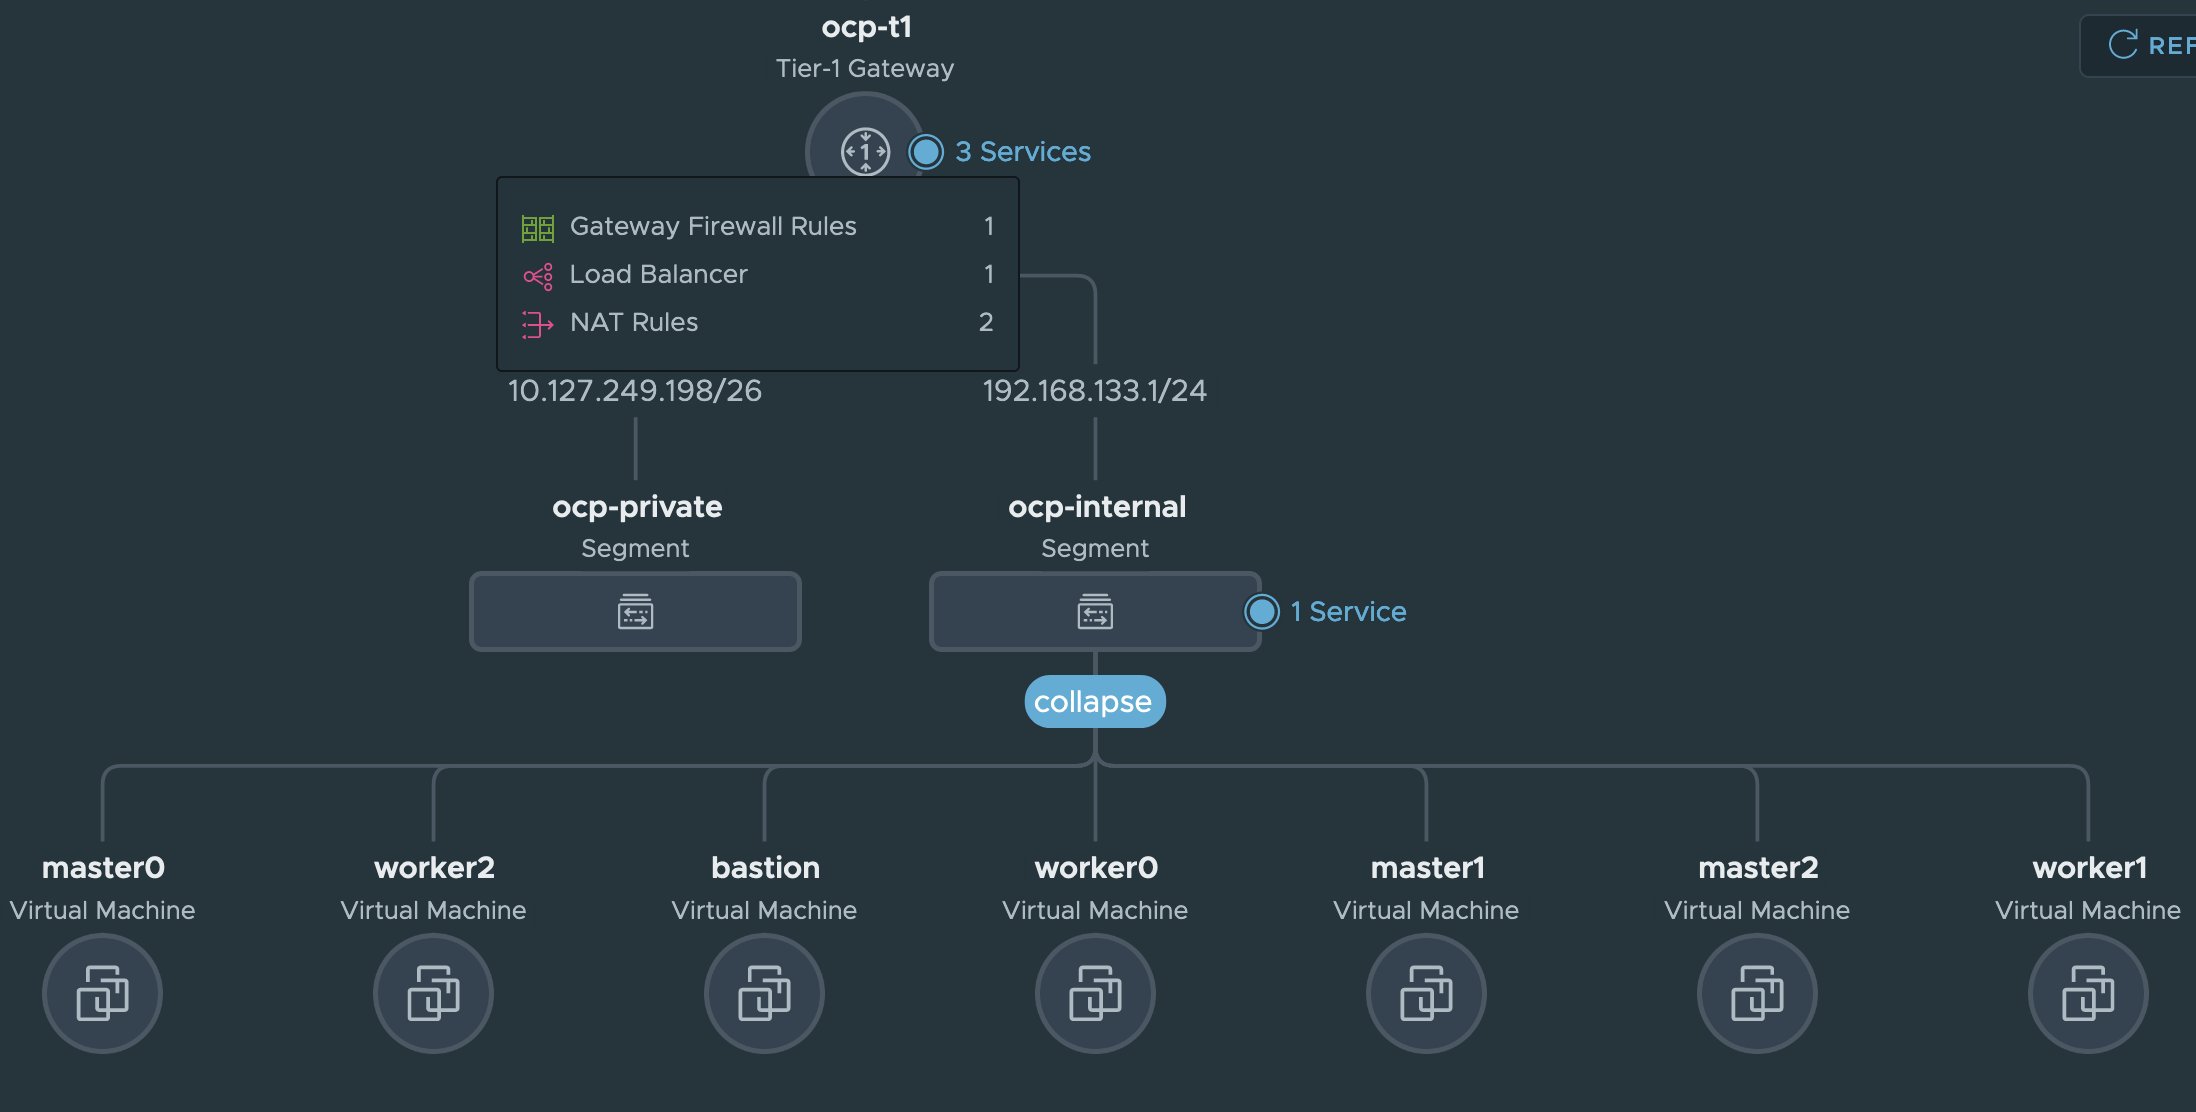 ocp-t1
Tier-1 Gateway
REF
1
3 Services
Gateway Firewall Rules 1
Load Balancer 1
NAT Rules 2
10.127.249.198/26
192.168.133.1/24
ocp-private
Segment
ocp-internal
Segment
1 Service
collapse
master0
Virtual Machine
worker2
Virtual Machine
bastion
Virtual Machine
worker0
Virtual Machine
master1
Virtual Machine
master2
Virtual Machine
worker1
Virtual Machine